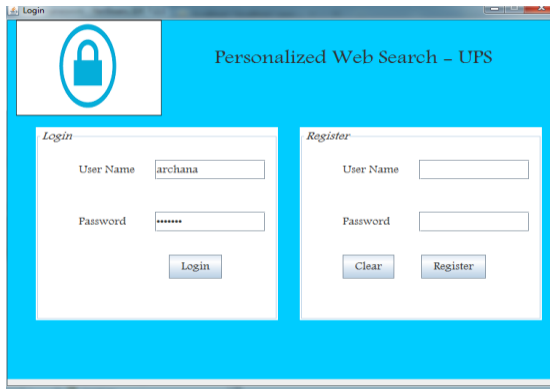 Login
Personalized Web Search - UPS
Login
User Name archana
Password •••••••
Login
Register
User Name
Password
Clear Register